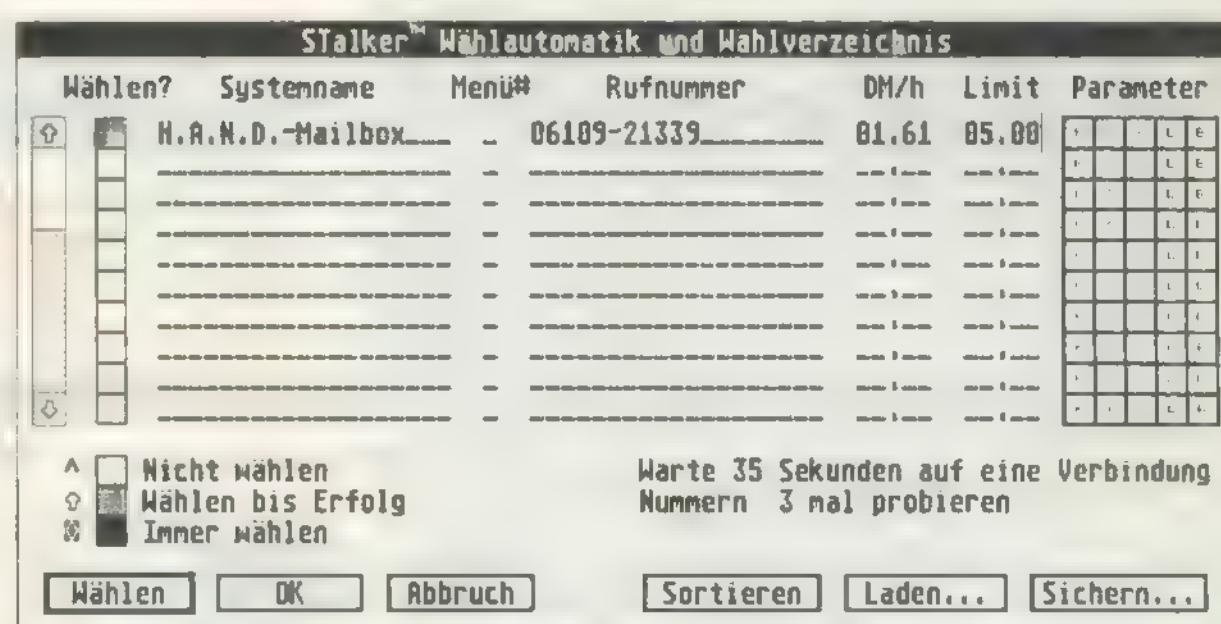 STalker™ Wählautomatik und Wahlverzeichnis
Wählen? Systemname Menü# Rufnummer DM/h Limit Parameter
H.A.N.D.-Mailbox 06109-21339 01.61 05.00
^ Nicht wählen
⇧ Wählen bis Erfolg
Immer wählen
Warte 35 Sekunden auf eine Verbindung
Nummern 3 mal probieren
Wählen OK Abbruch Sortieren Laden... Sichern...